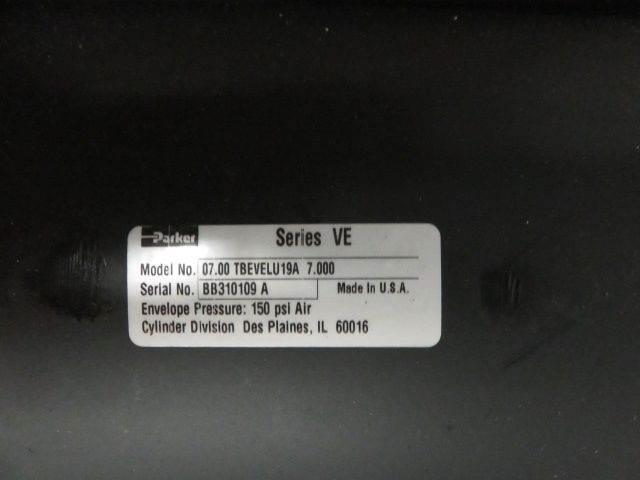 Parker
Series VE
Model No. 07.00 TBEVELU19A 7.000
Serial No. BB310109 A Made In U.S.A.
Envelope Pressure: 150 psi Air
Cylinder Division Des Plaines, IL 60016